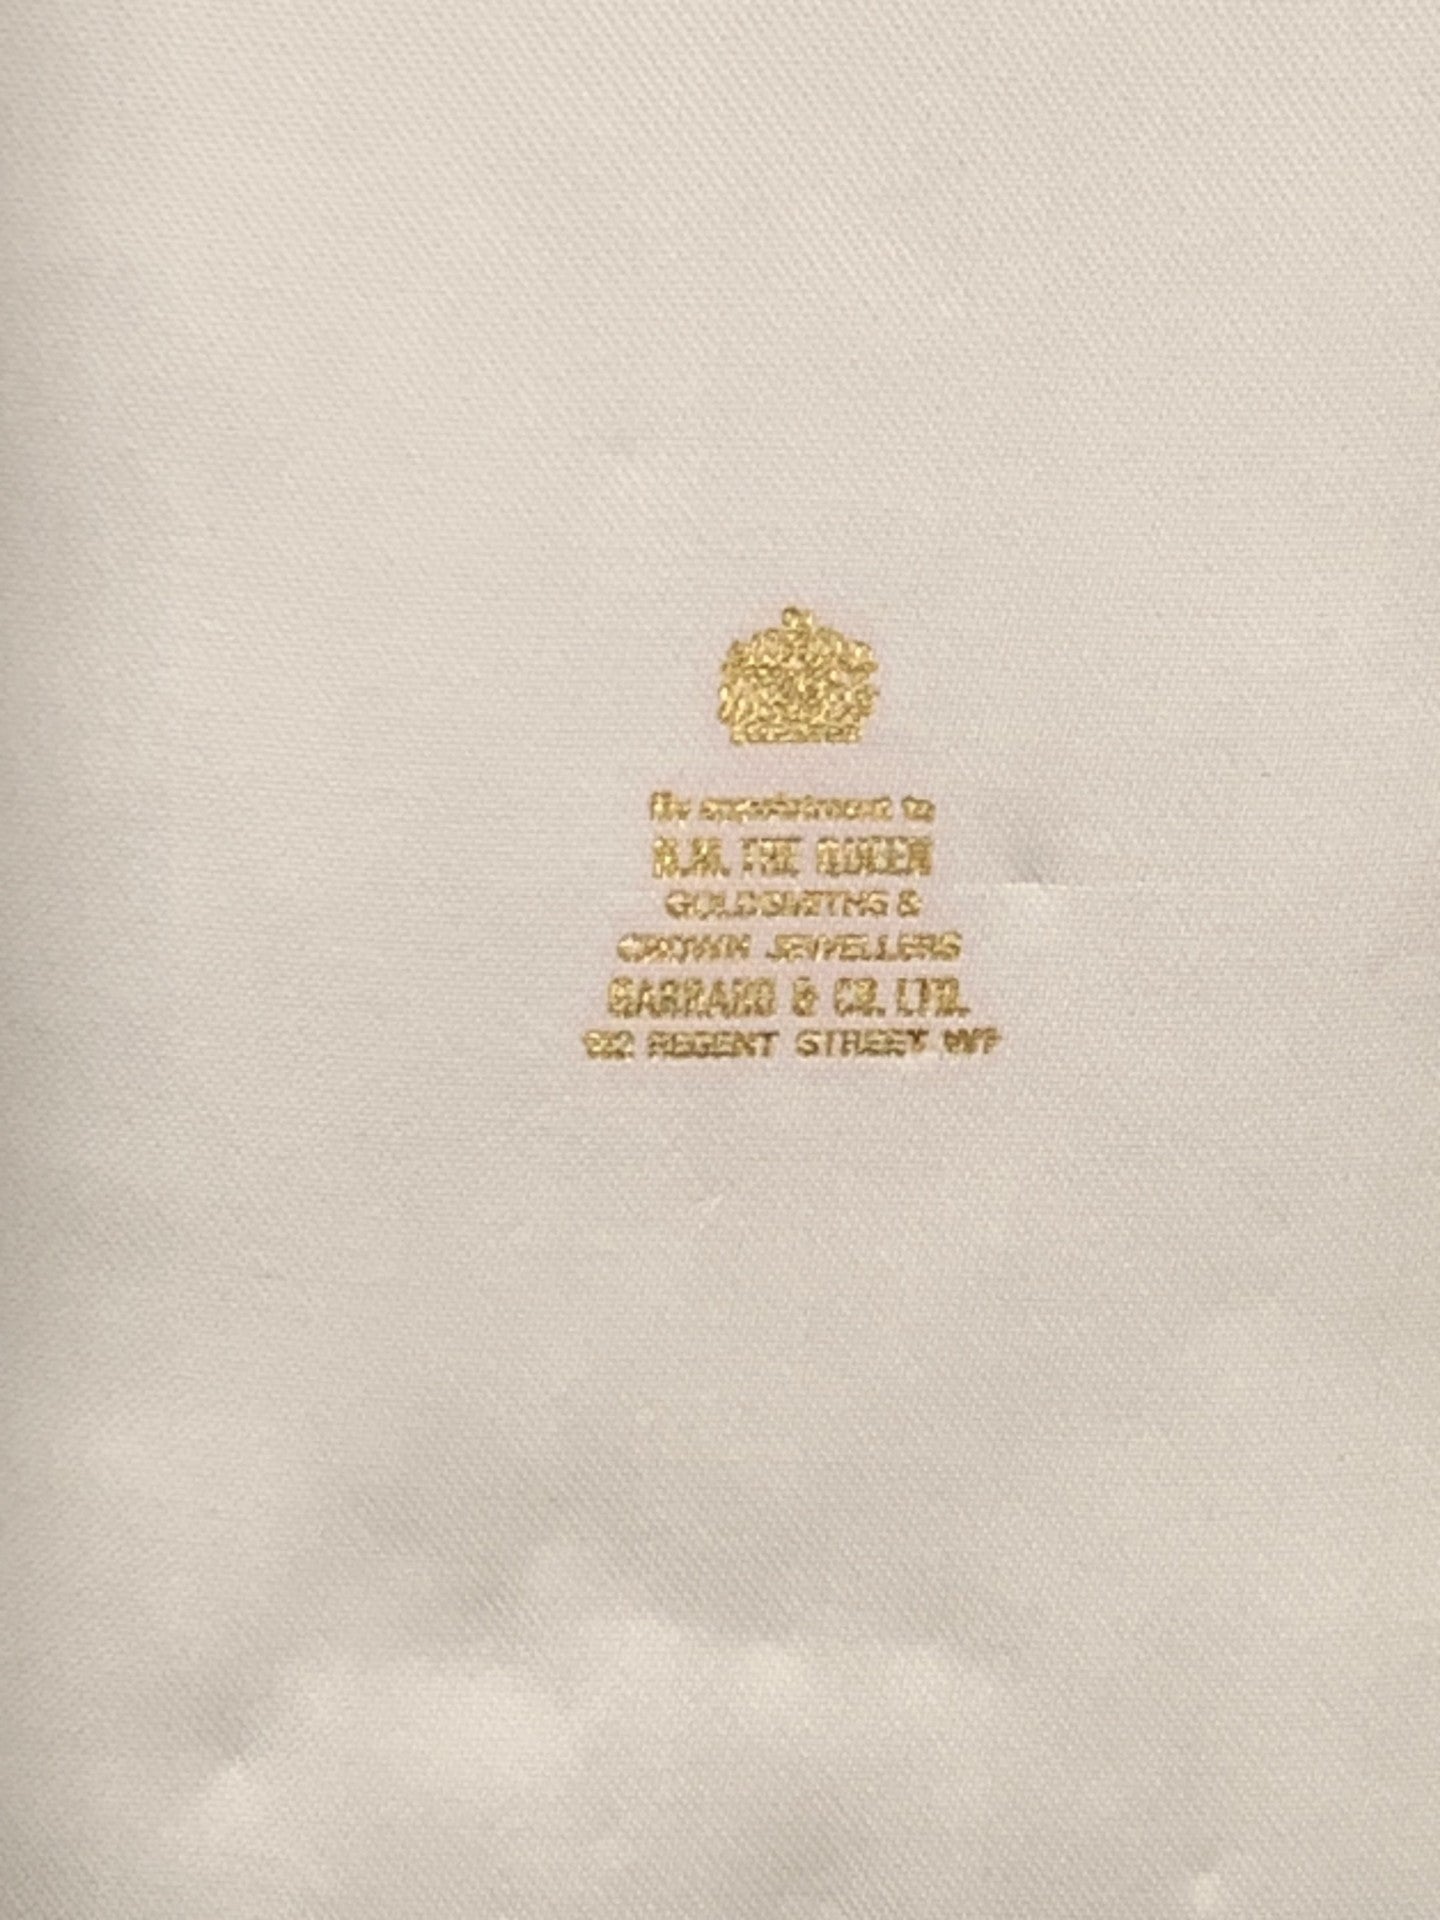 By appointment to
H.M. THE QUEEN
GOLDSMITHS &
CROWN JEWELLERS
GARRARD & CO. LTD.
112 REGENT STREET W1